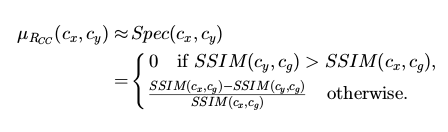 μ_{R_{CC}}(c_x, c_y) ≈ Spec(c_x, c_y)
= { 0 if SSIM(c_y, c_g) > SSIM(c_x, c_g),
\frac{SSIM(c_x,c_g)−SSIM(c_y,c_g)}{SSIM(c_x,c_g)} otherwise.